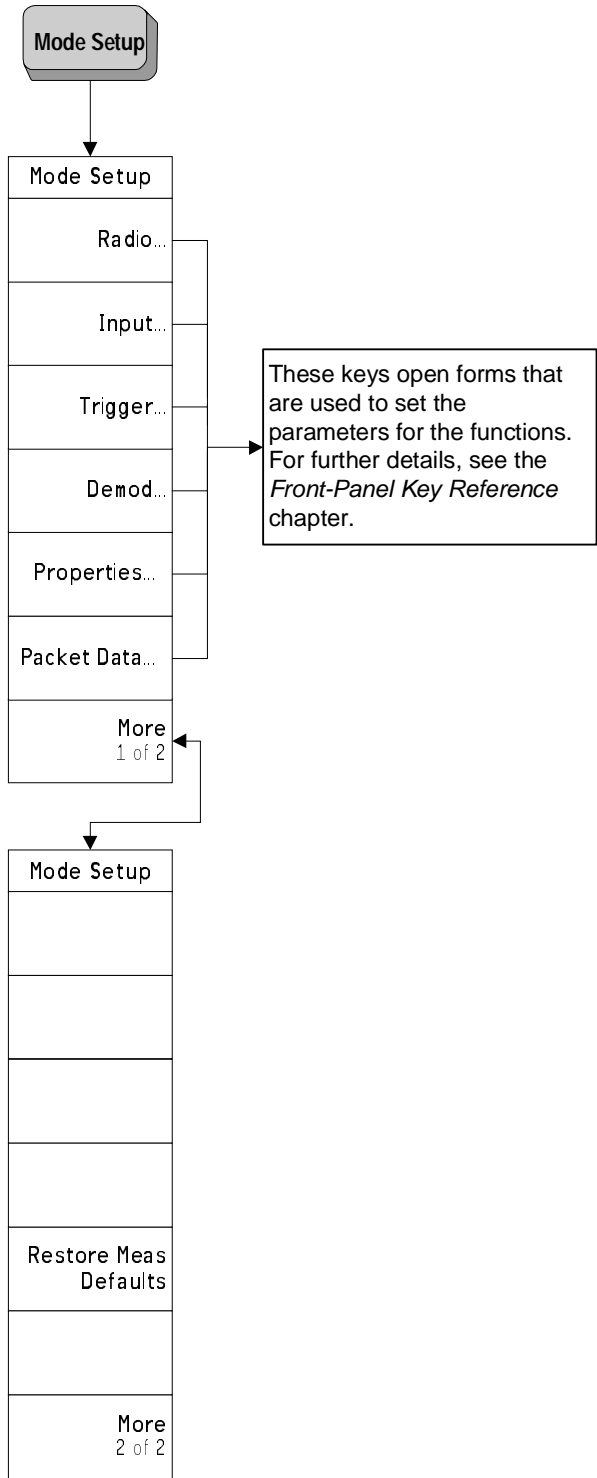 Mode Setup
Mode Setup
Radio...
Input...
Trigger...
Demod...
Properties...
Packet Data...
More
1 of 2
These keys open forms that
are used to set the
parameters for the functions.
For further details, see the
Front-Panel Key Reference
chapter.
Mode Setup
Restore Meas
Defaults
More
2 of 2